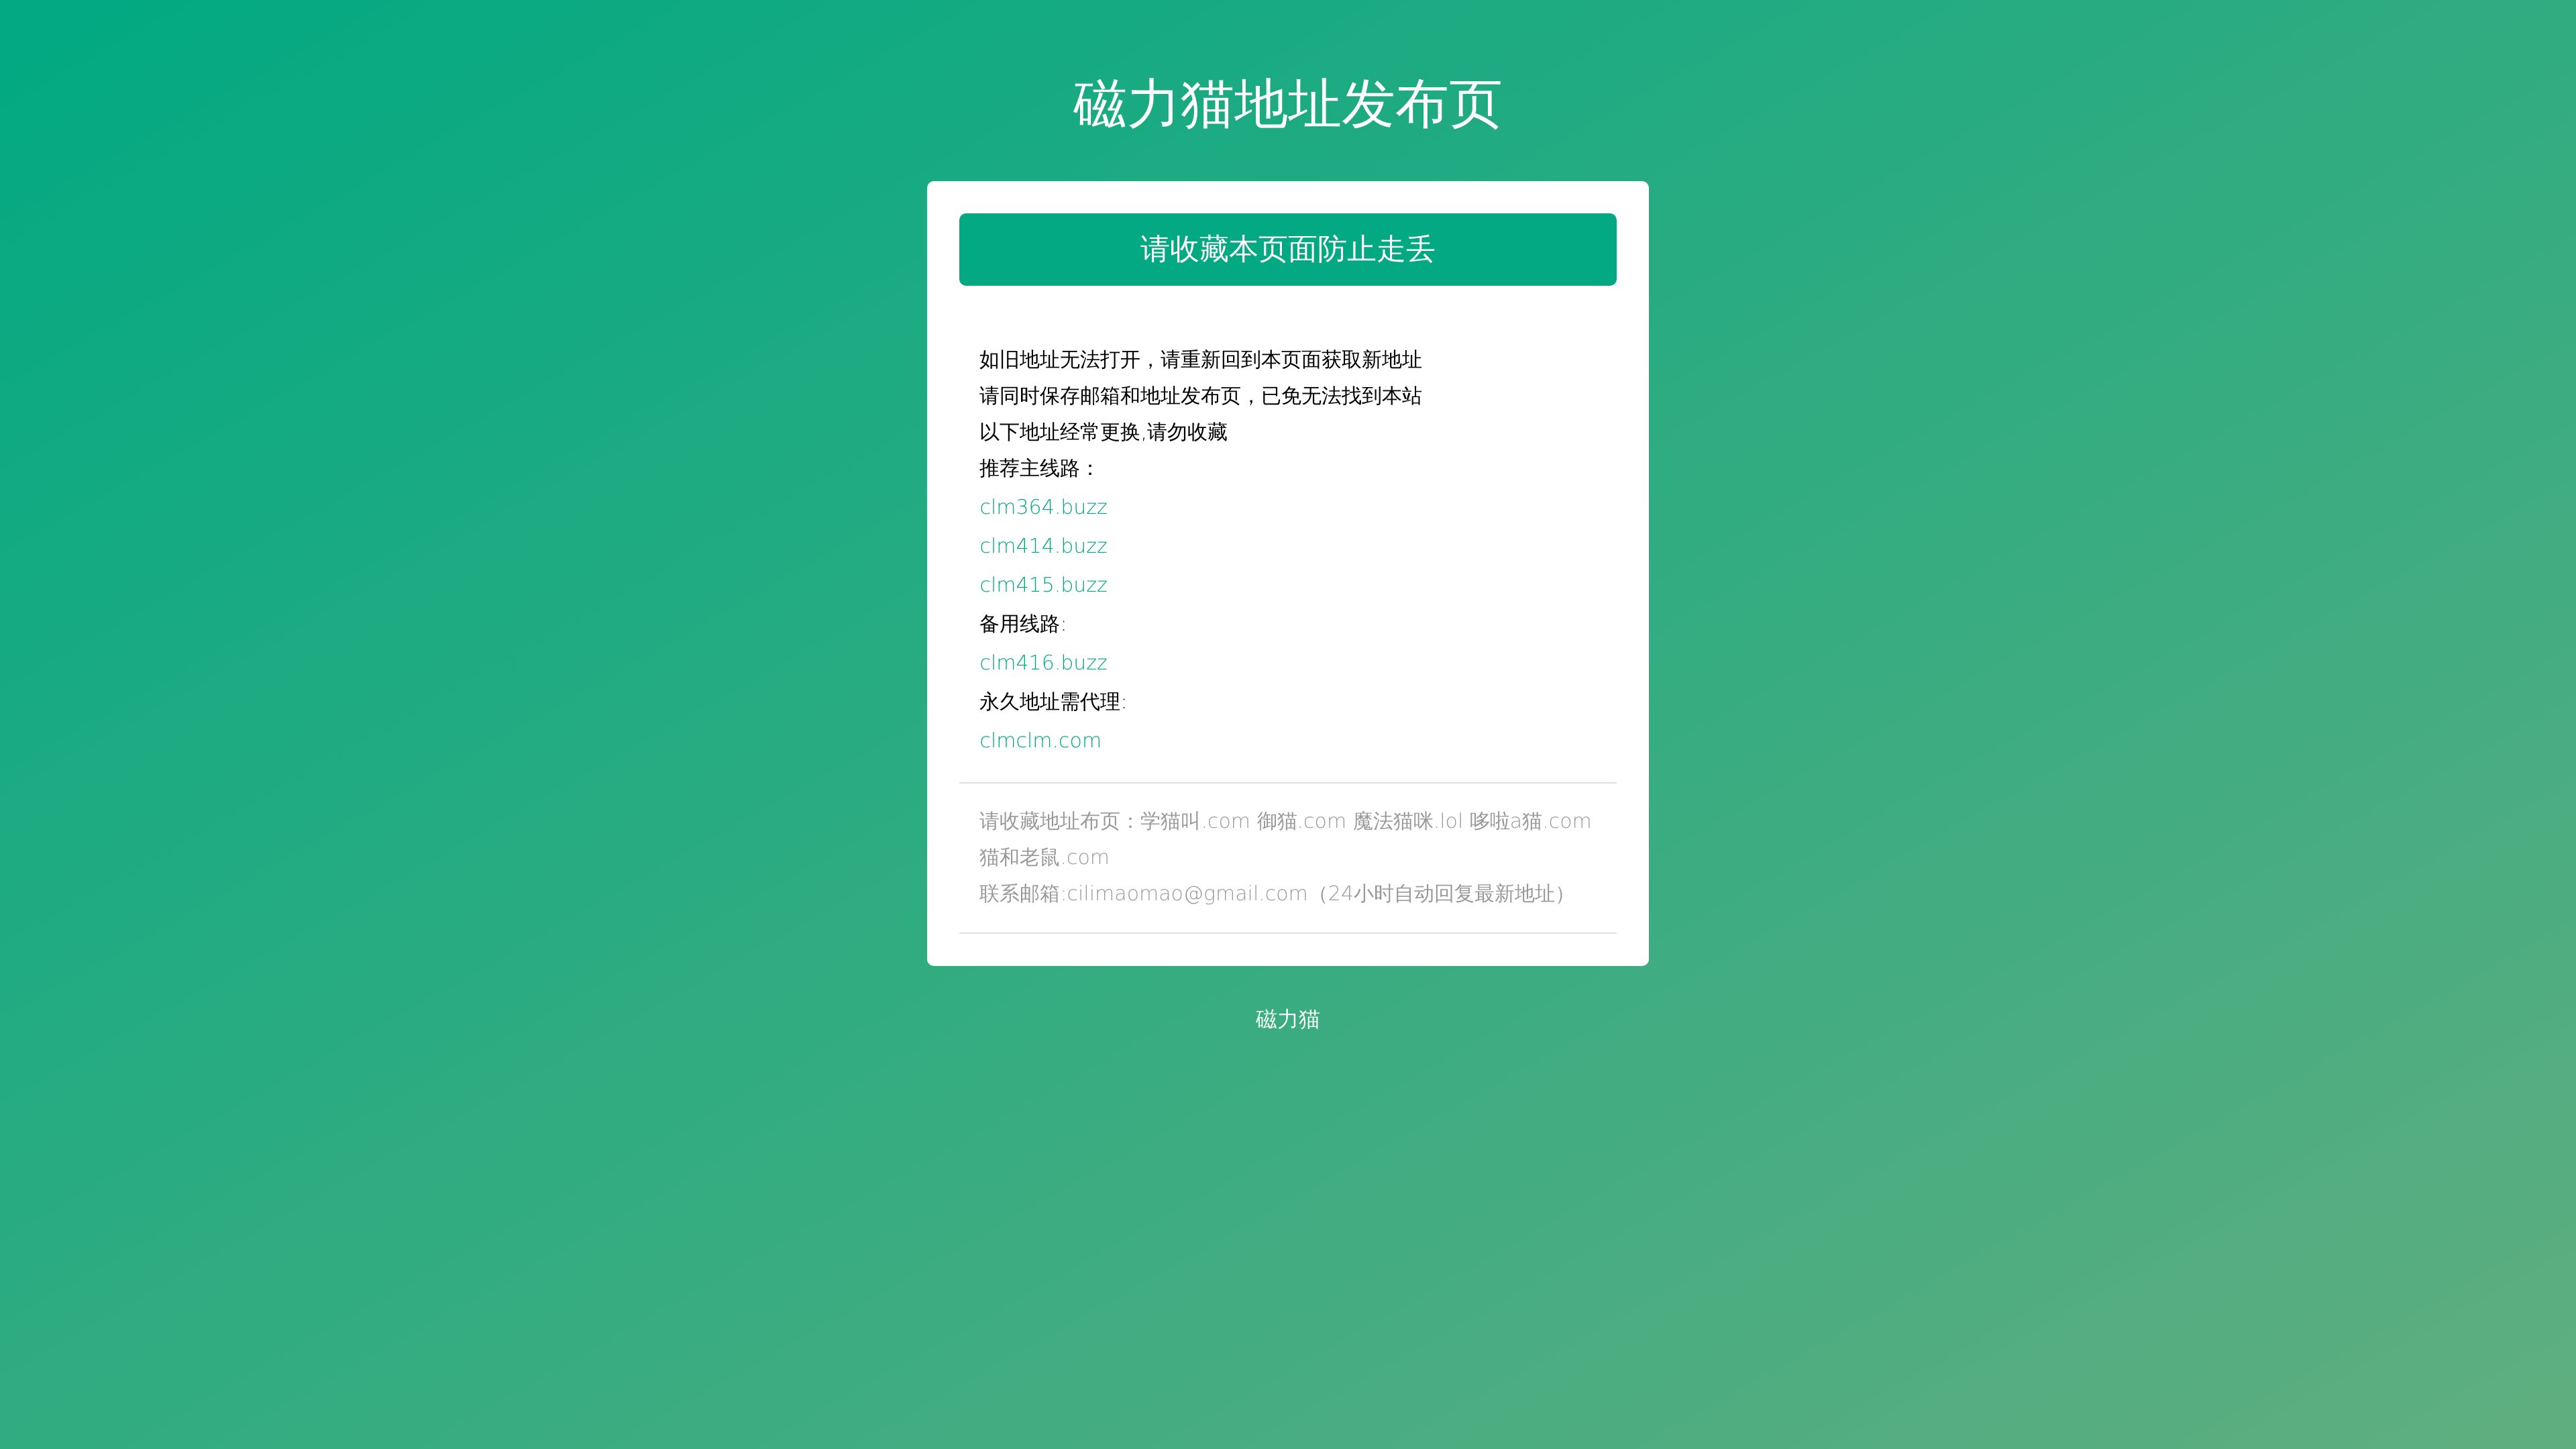 磁力猫地址发布页
请收藏本页面防止走丢
如旧地址无法打开，请重新回到本页面获取新地址
请同时保存邮箱和地址发布页，已免无法找到本站
以下地址经常更换,请勿收藏
推荐主线路：
clm364.buzz
clm414.buzz
clm415.buzz
备用线路:
clm416.buzz
永久地址需代理:
clmclm.com
请收藏地址布页：学猫叫.com 御猫.com 魔法猫咪.lol 哆啦a猫.com
猫和老鼠.com
联系邮箱:cilimaomao@gmail.com（24小时自动回复最新地址）
磁力猫